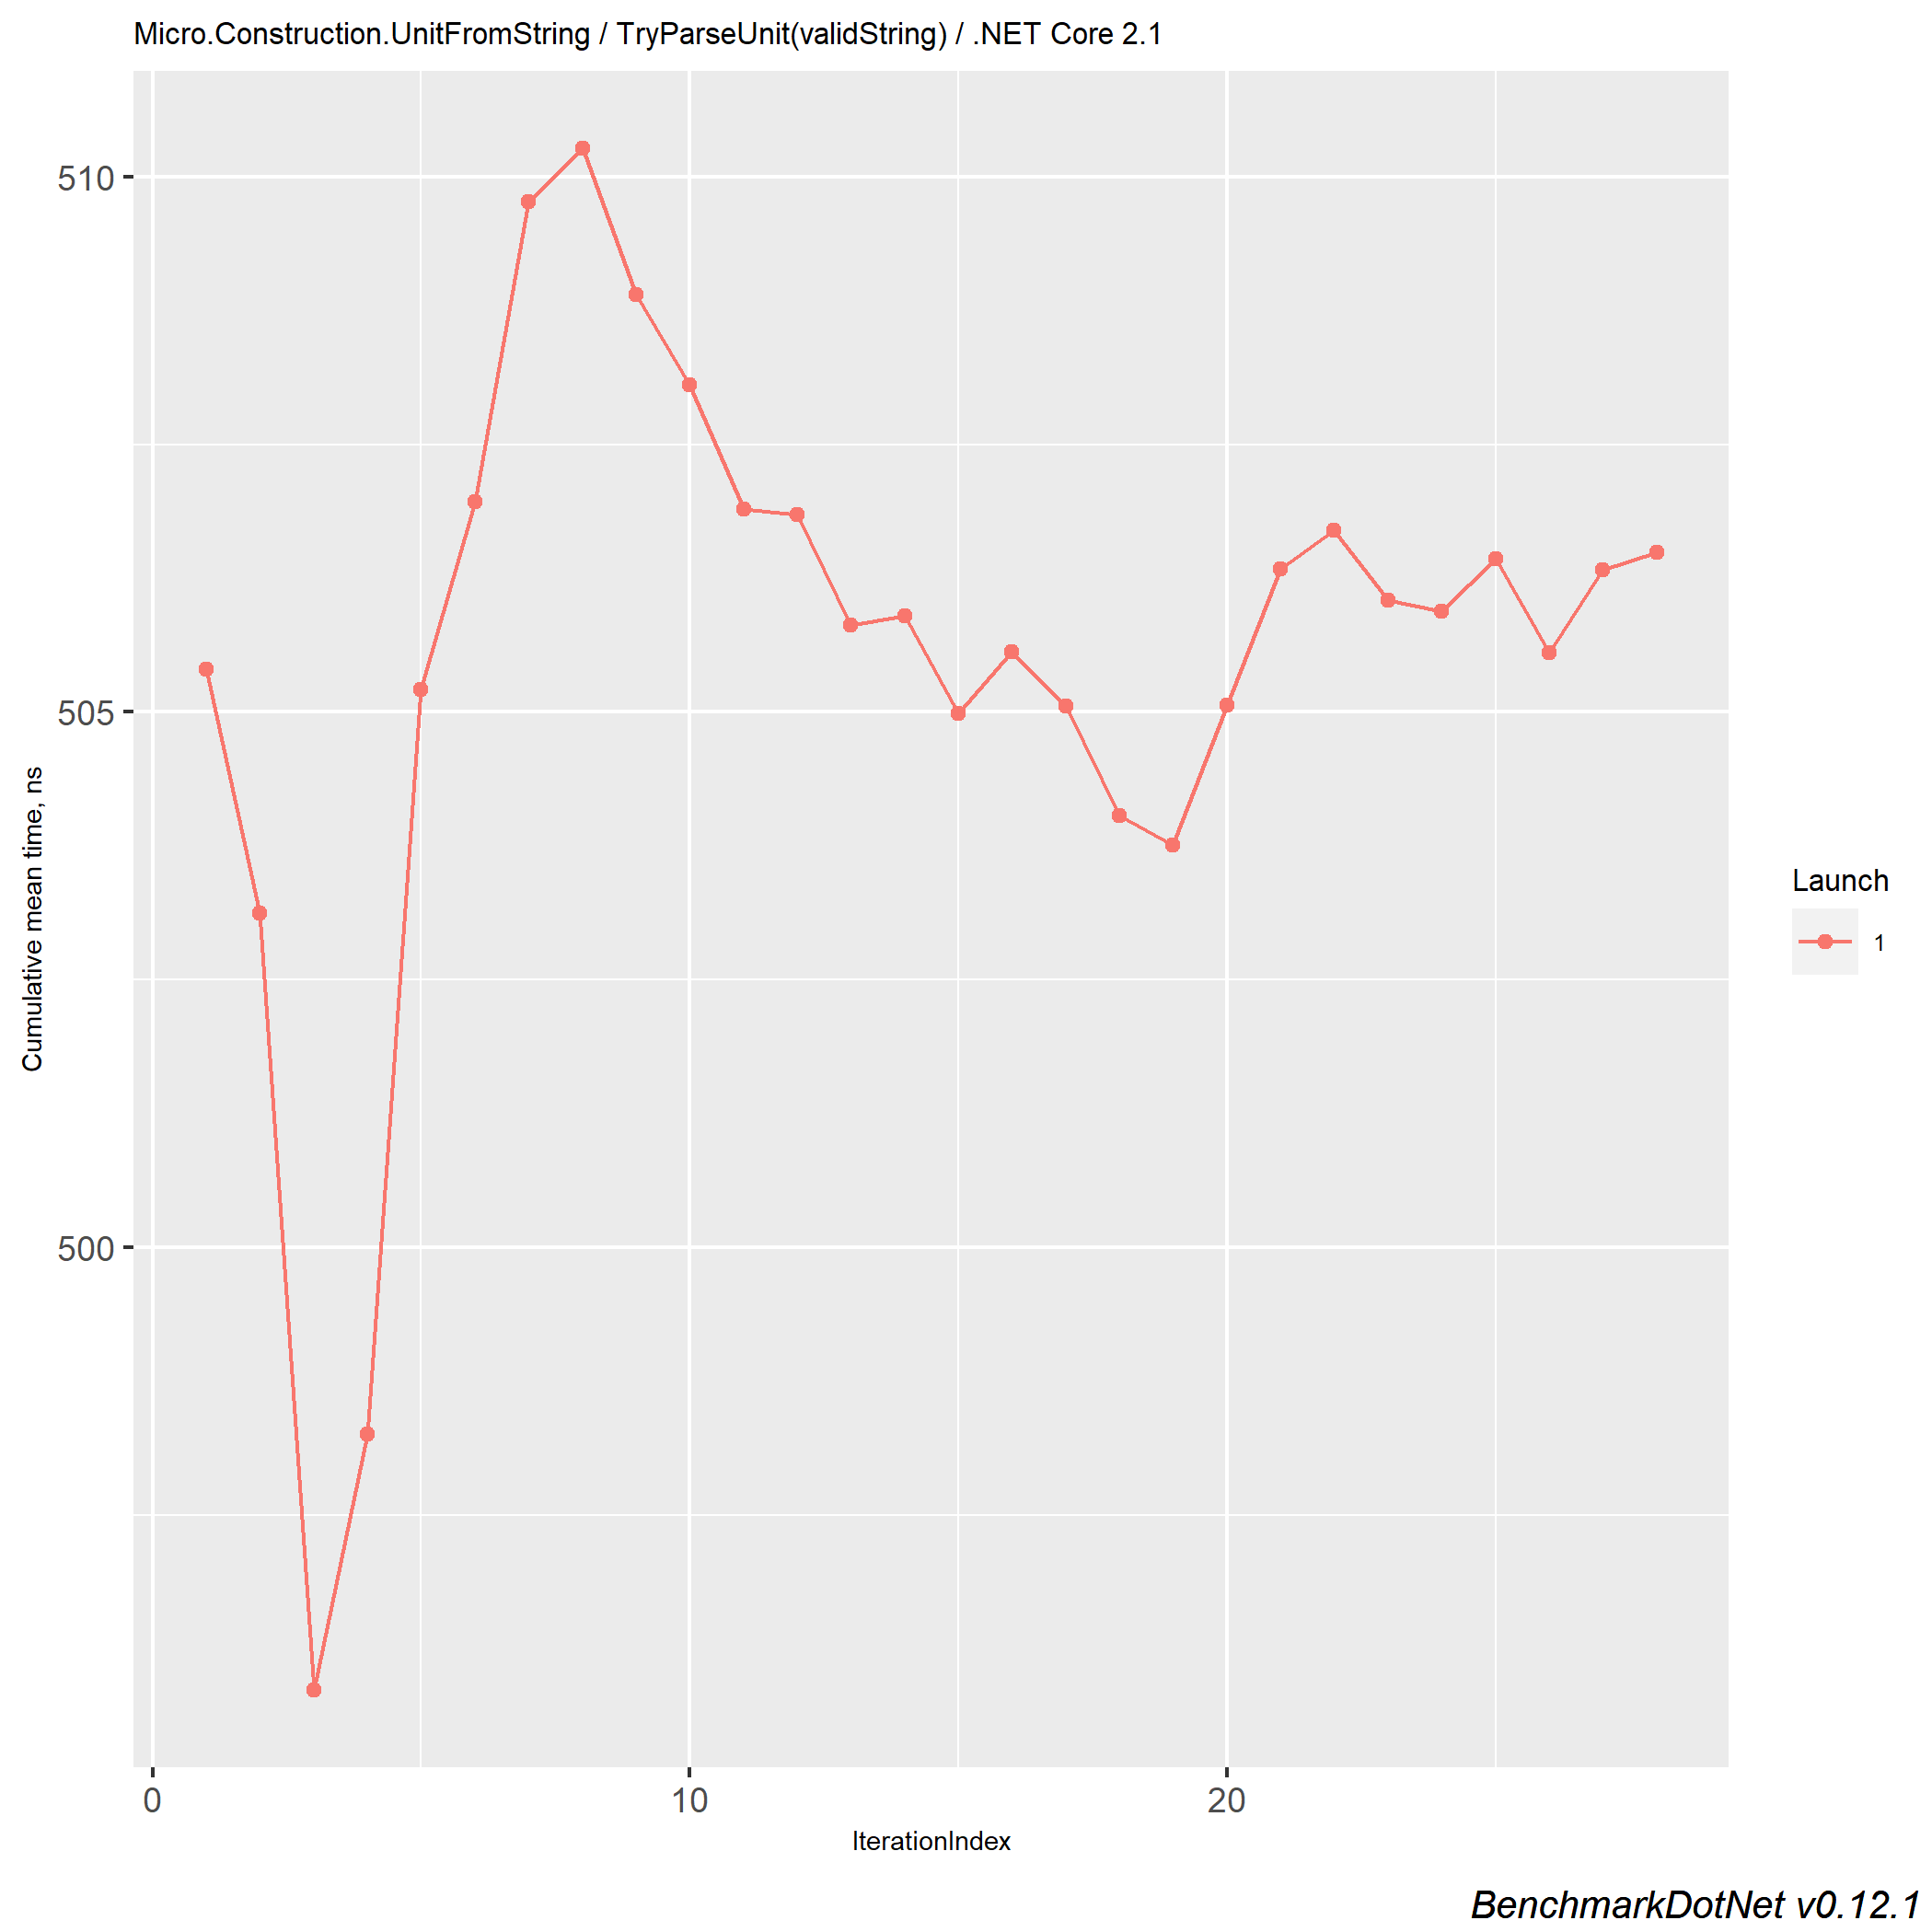 Micro.Construction.UnitFromString / TryParseUnit(validString) / .NET Core 2.1
510
505
500
Cumulative mean time, ns
0
10
20
IterationIndex
Launch
1
BenchmarkDotNet v0.12.1